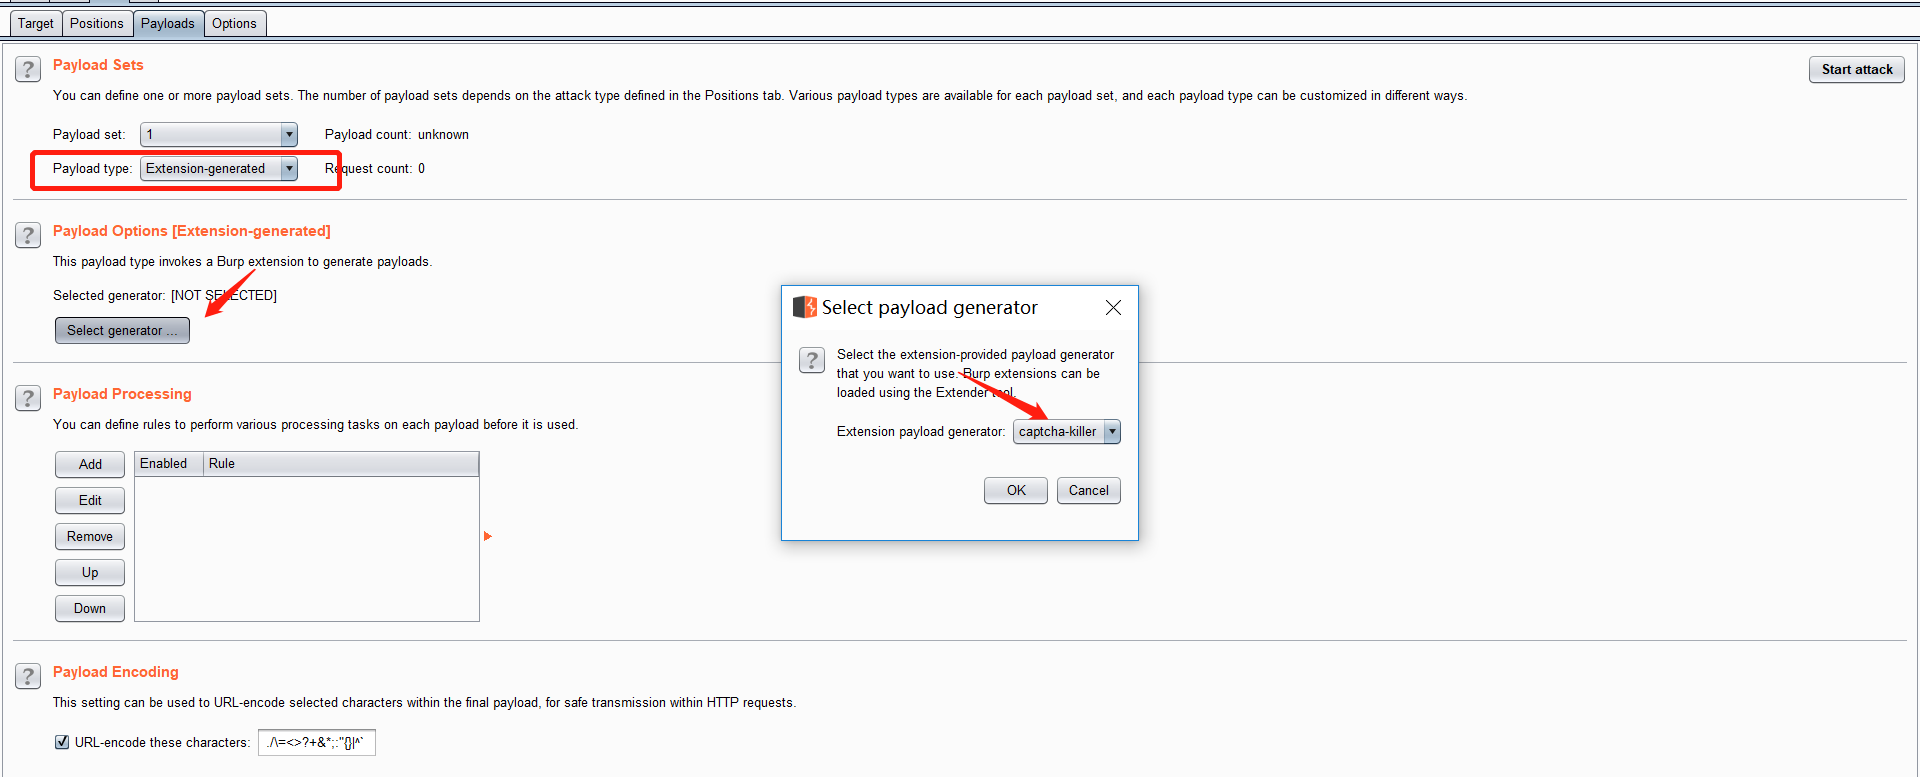 Target Positions Payloads Options
? Payload Sets
Start attack
You can define one or more payload sets. The number of payload sets depends on the attack type defined in the Positions tab. Various payload types are available for each payload set, and each payload type can be customized in different ways.
Payload set: 1 Payload count: unknown
Payload type: Extension-generated Request count: 0
? Payload Options [Extension-generated]
This payload type invokes a Burp extension to generate payloads.
Selected generator: [NOT SELECTED]
Select generator ...
? Payload Processing
You can define rules to perform various processing tasks on each payload before it is used.
Add
Edit
Remove
Up
Down
Enabled Rule
? Payload Encoding
This setting can be used to URL-encode selected characters within the final payload, for safe transmission within HTTP requests.
URL-encode these characters: ./\=<>?+&*;:"{}|^`
Select payload generator
? Select the extension-provided payload generator
that you want to use. Burp extensions can be
loaded using the Extender tool.
Extension payload generator: captcha-killer
OK Cancel